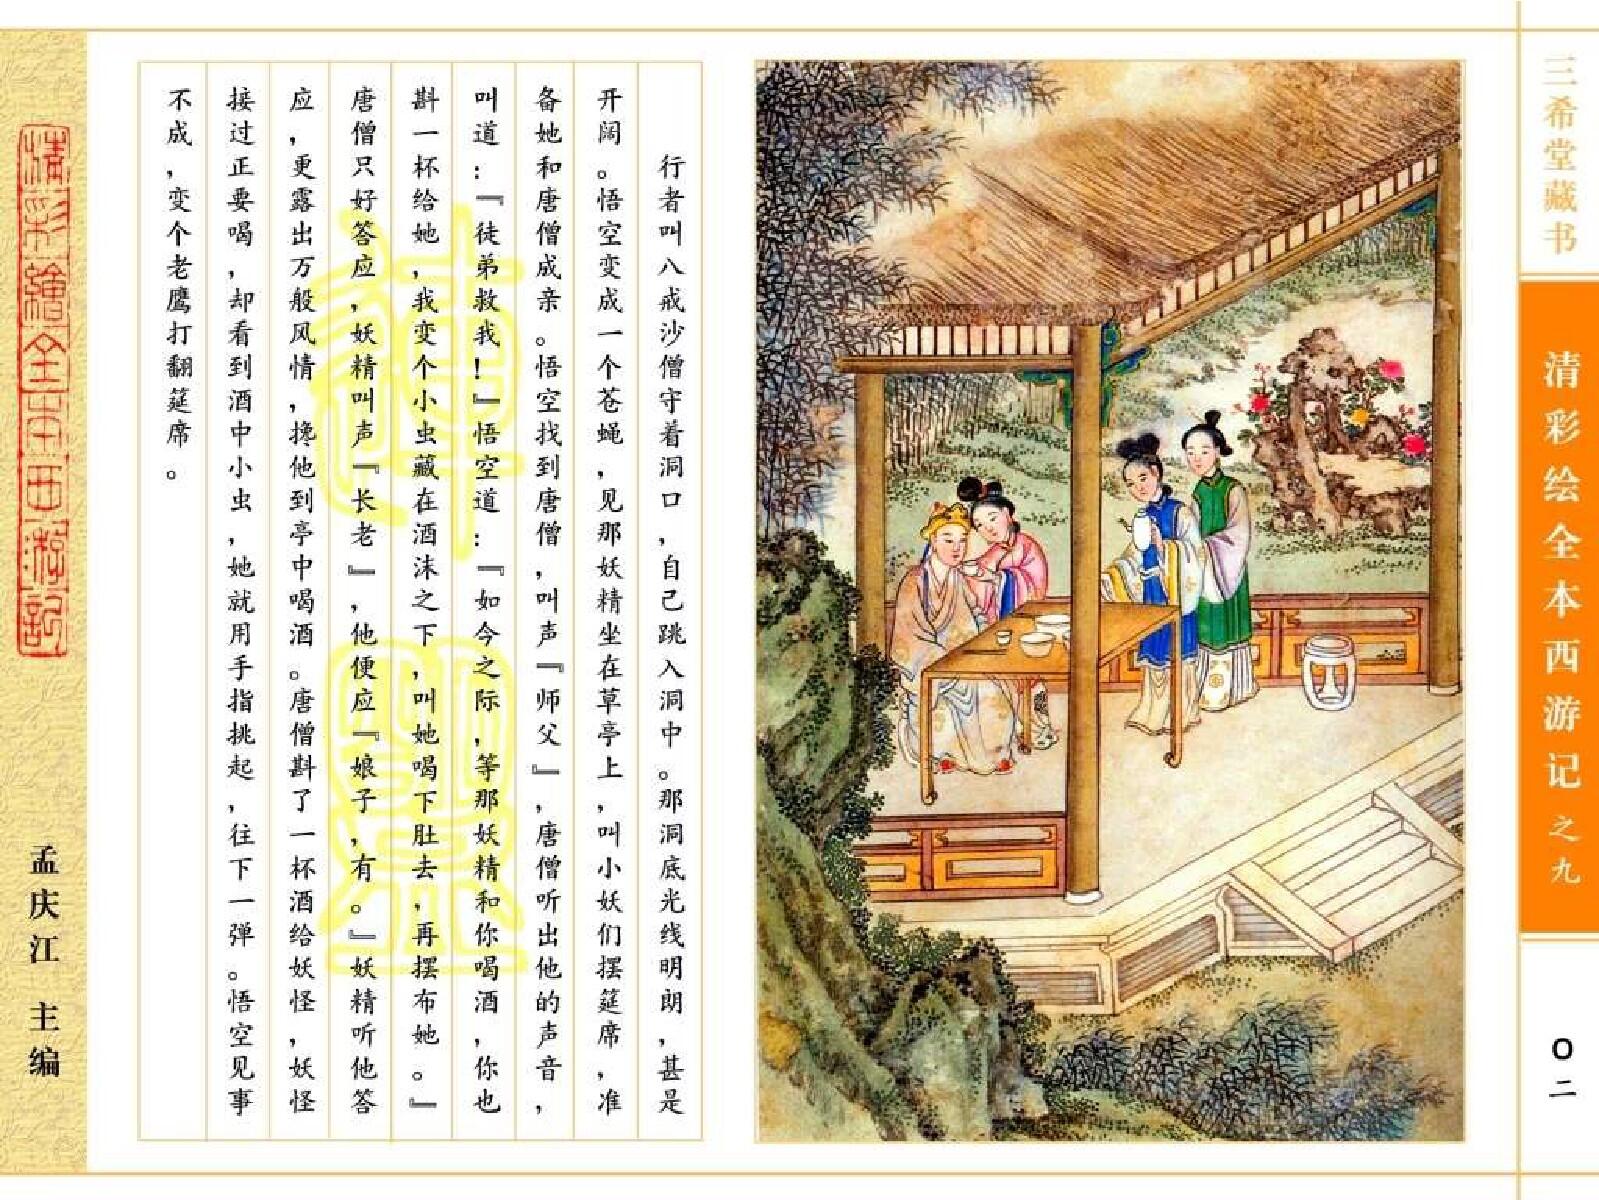 三希堂藏书
清彩绘全本西游记之九
〇二
行者叫八戒沙僧守着洞口，自己跳入洞中。那洞底光线明朗，甚是
开阔。悟空变成一个苍蝇，见那妖精坐在草亭上，叫小妖们摆筵席，准
备她和唐僧成亲。悟空找到唐僧，叫声『师父』，唐僧听出他的声音，
叫道：『徒弟救我！』悟空道：『如今之际，等那妖精和你喝酒，你也
斟一杯给她，我变个小虫藏在酒沫之下，叫她喝下肚去，再摆布她。』
唐僧只好答应，妖精叫声『长老』，他便应『娘子，有。』妖精听他答
应，更露出万般风情，搀他到亭中喝酒。唐僧斟了一杯酒给妖怪，妖怪
接过正要喝，却看到酒中小虫，她就用手指挑起，往下一弹。悟空见事
不成，变个老鹰打翻筵席。
清彩繪全本西游記
孟庆江 主编